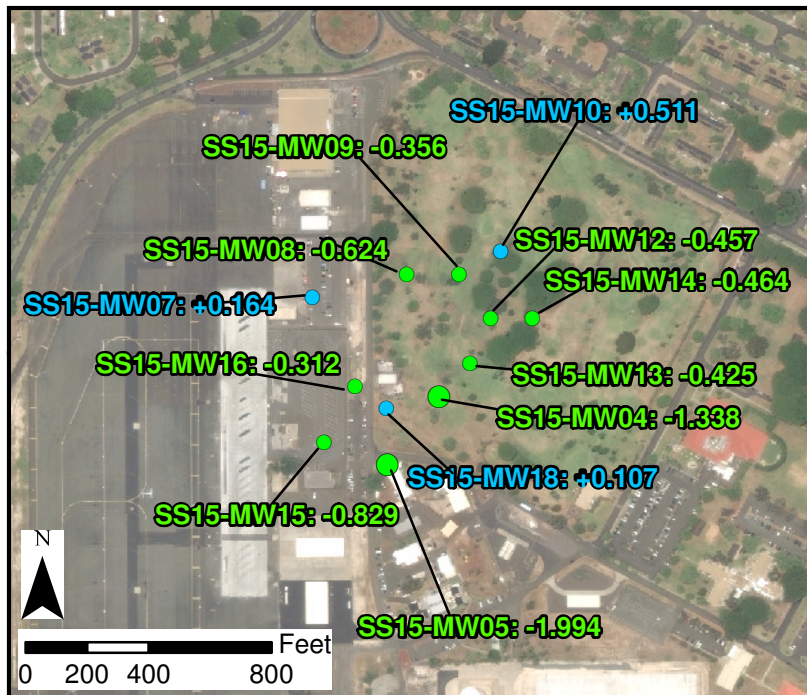 SS15-MW10: +0.511
SS15-MW09: -0.356
SS15-MW12: -0.457
SS15-MW08: -0.624
SS15-MW14: -0.464
SS15-MW07: +0.164
SS15-MW16: -0.312
SS15-MW13: -0.425
SS15-MW04: -1.338
SS15-MW18: +0.107
SS15-MW15: -0.829
N
SS15-MW05: -1.994
Feet
0 200 400 800